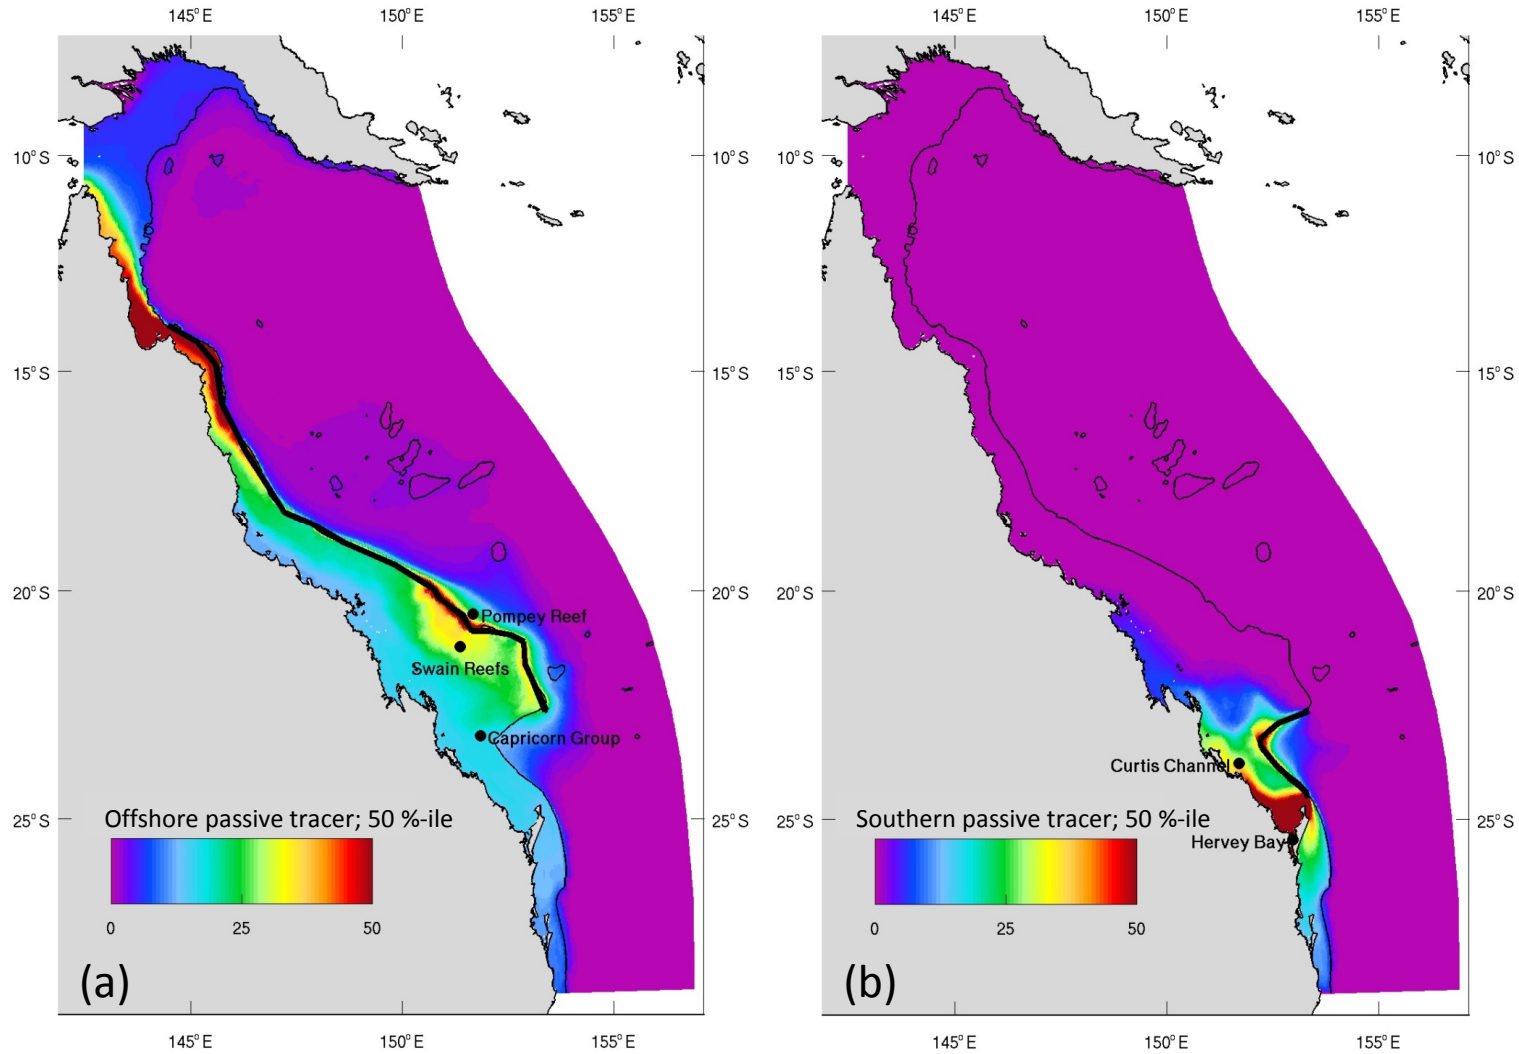 145°E 150°E 155°E 145°E 150°E 155°E
10°S 10°S 10°S 10°S
15°S 15°S 15°S 15°S
20°S 20°S 20°S 20°S
Pompey Reef
Swain Reefs
Capricorn Group
Curtis Channel
Offshore passive tracer; 50 %-ile
Southern passive tracer; 50 %-ile
25°S 25°S 25°S 25°S
Hervey Bay
0 25 50 0 25 50
(a) (b)
145°E 150°E 155°E 145°E 150°E 155°E